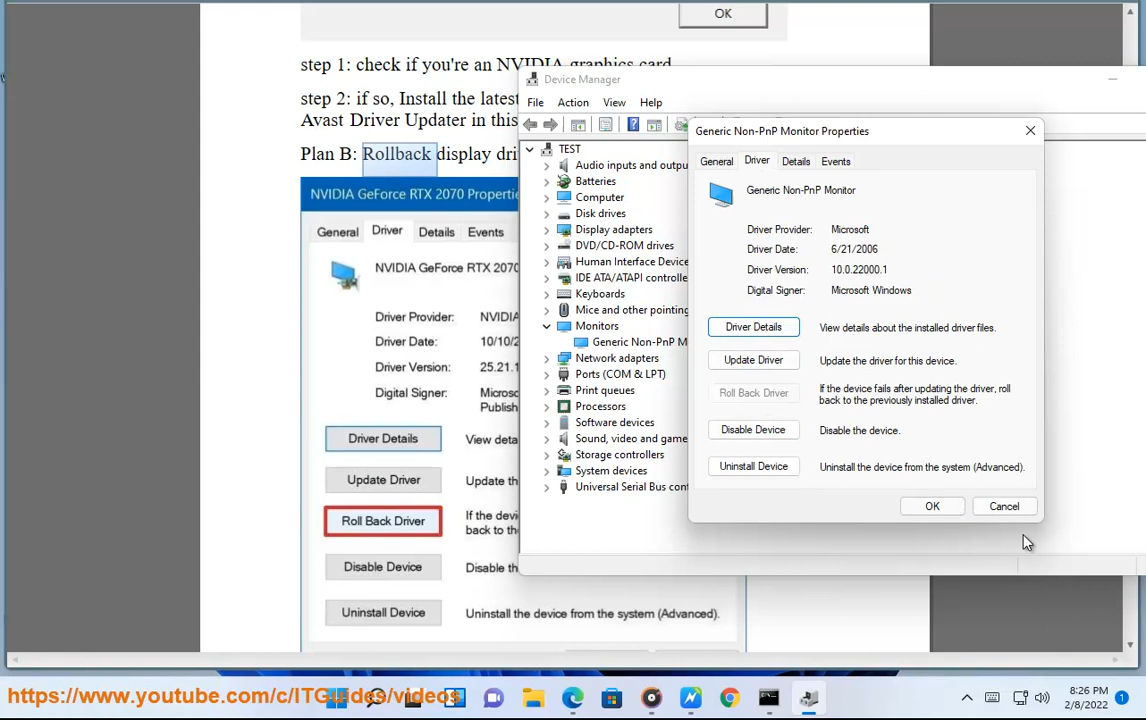 OK
step 1: check if you're an NVIDIA graphics card
step 2: if so, Install the latest
Avast Driver Updater in this
Plan B: Rollback display dri
NVIDIA GeForce RTX 2070 Properti
General Driver Details Events
NVIDIA GeForce RTX 2070
Driver Provider: NVIDIA
Driver Date: 10/10/2
Driver Version: 25.21.1
Digital Signer: Microso
Publish
Driver Details View deta
Update Driver Update th
Roll Back Driver If the devi
back to the
Disable Device Disable th
Uninstall Device Uninstall the device from the system (Advanced).
Device Manager
File Action View Help
TEST
Audio inputs and outpu
Batteries
Computer
Disk drives
Display adapters
DVD/CD-ROM drives
Human Interface Device
IDE ATA/ATAPI controlle
Keyboards
Mice and other pointing
Monitors
Generic Non-PnP M
Network adapters
Ports (COM & LPT)
Print queues
Processors
Software devices
Sound, video and game
Storage controllers
System devices
Universal Serial Bus cont
Generic Non-PnP Monitor Properties
General Driver Details Events
Generic Non-PnP Monitor
Driver Provider: Microsoft
Driver Date: 6/21/2006
Driver Version: 10.0.22000.1
Digital Signer: Microsoft Windows
Driver Details View details about the installed driver files.
Update Driver Update the driver for this device.
Roll Back Driver If the device fails after updating the driver, roll
back to the previously installed driver.
Disable Device Disable the device.
Uninstall Device Uninstall the device from the system (Advanced).
OK Cancel
https://www.youtube.com/c/ITGuides/videos
8:26 PM
2/8/2022
1